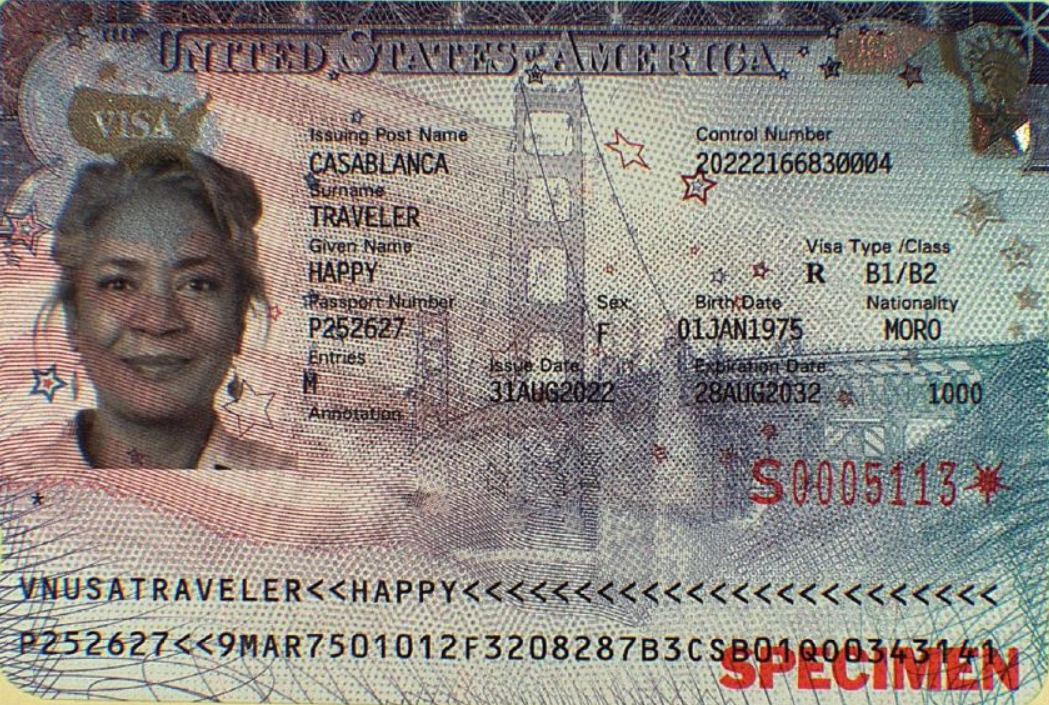 UNITED STATES of AMERICA
VISA
Issuing Post Name
CASABLANCA
Control Number
20222166830004
Surname
TRAVELER
Given Name
HAPPY
Visa Type /Class
R B1/B2
Passport Number
P252627
Sex
F
Birth Date
01JAN1975
Nationality
MORO
Entries
M
Issue Date
31AUG2022
Expiration Date
28AUG2032
1000
Annotation
S0005113*
*
VNUSATRAVELER<<HAPPY<<<<<<<<<<<<<<<<<<<<<<<<
P252627<<9MAR7501012F3208287B3CSB01Q00343141
SPECIMEN